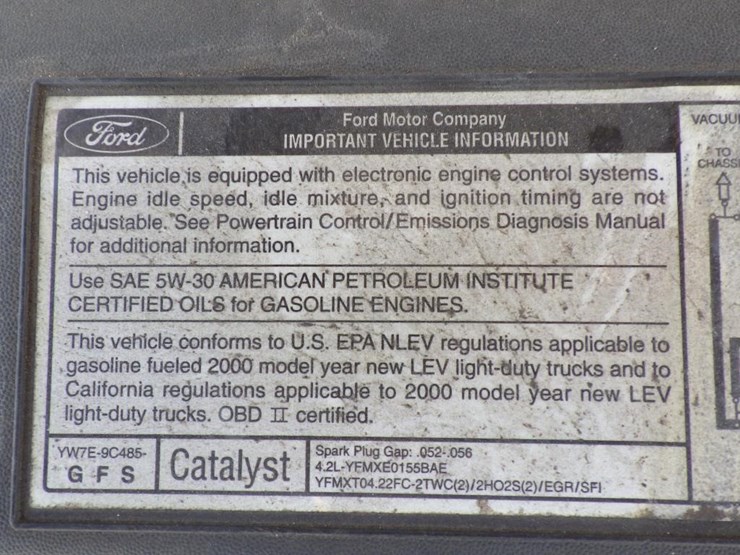 Ford
Ford Motor Company
IMPORTANT VEHICLE INFORMATION
This vehicle is equipped with electronic engine control systems.
Engine idle speed, idle mixture, and ignition timing are not
adjustable. See Powertrain Control/Emissions Diagnosis Manual
for additional information.
Use SAE 5W-30 AMERICAN PETROLEUM INSTITUTE
CERTIFIED OILS for GASOLINE ENGINES.
This vehicle conforms to U.S. EPA NLEV regulations applicable to
gasoline fueled 2000 model year new LEV light-duty trucks and to
California regulations applicable to 2000 model year new LEV
light-duty trucks. OBD II certified.
YW7E-9C485-
G F S
Catalyst
Spark Plug Gap: .052-.056
4.2L-YFMXE0155BAE
YFMXT04.22FC-2TWC(2)/2HO2S(2)/EGR/SFI
VACUU
TO
CHASSI